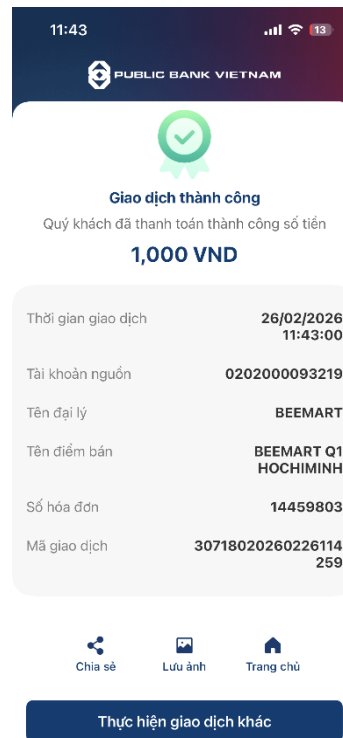 11:43
13
PUBLIC BANK VIETNAM
Giao dịch thành công
Quý khách đã thanh toán thành công số tiền
1,000 VND
Thời gian giao dịch 26/02/2026
11:43:00
Tài khoản nguồn 0202000093219
Tên đại lý BEEMART
Tên điểm bán BEEMART Q1
HOCHIMINH
Số hóa đơn 14459803
Mã giao dịch 30718020260226114
259
Chia sẻ Lưu ảnh Trang chủ
Thực hiện giao dịch khác